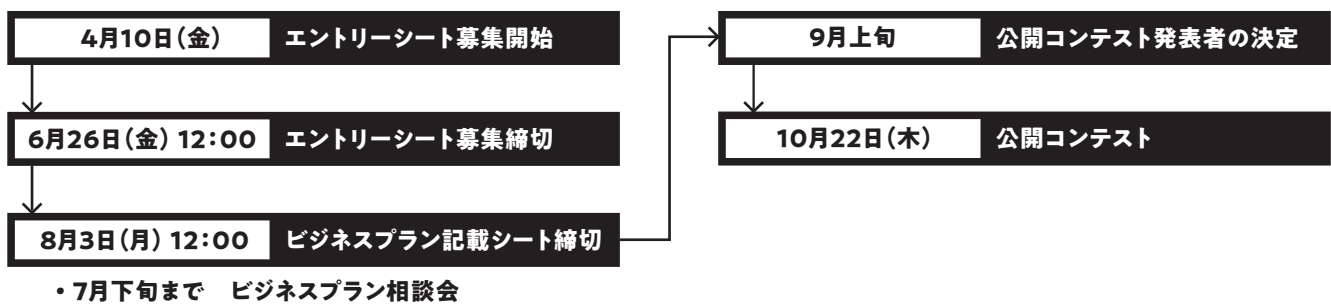 4月10日(金) エントリーシート募集開始
6月26日(金) 12:00 エントリーシート募集締切
8月3日(月) 12:00 ビジネスプラン記載シート締切
・7月下旬まで ビジネスプラン相談会
9月上旬 公開コンテスト発表者の決定
10月22日(木) 公開コンテスト